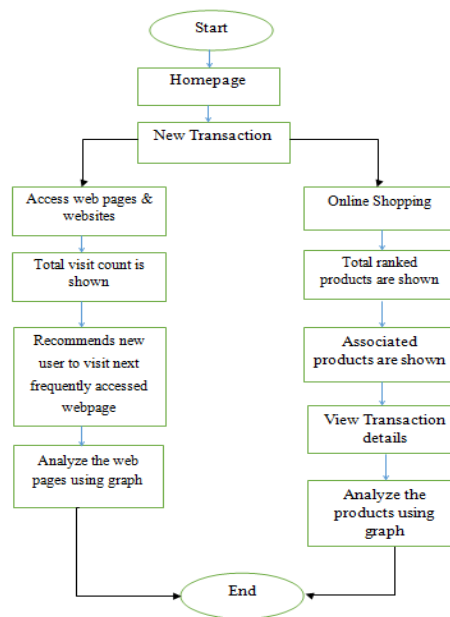 Start
Homepage
New Transaction
Access web pages &
websites
Total visit count is
shown
Recommends new
user to visit next
frequently accessed
webpage
Analyze the web
pages using graph
Online Shopping
Total ranked
products are shown
Associated
products are shown
View Transaction
details
Analyze the
products using
graph
End